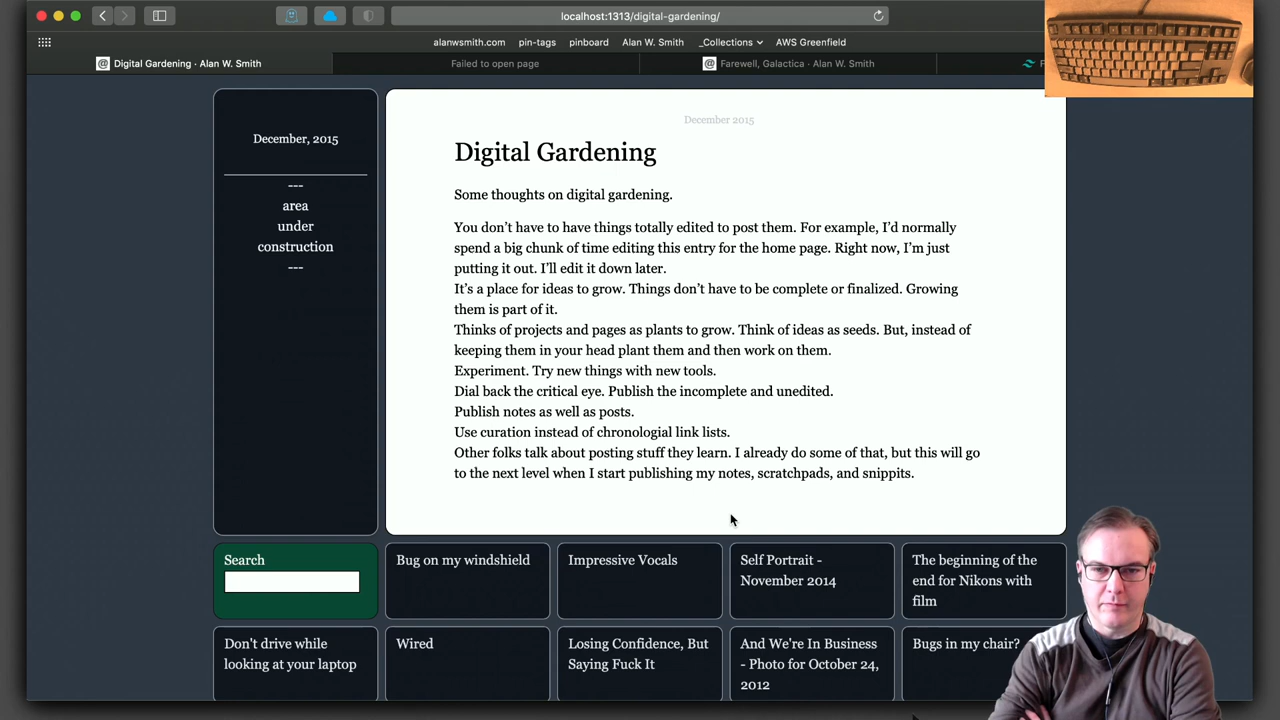 localhost:1313/digital-gardening/
alanwsmith.com pin-tags pinboard Alan W. Smith _Collections AWS Greenfield
Digital Gardening · Alan W. Smith
Failed to open page
Farewell, Galactica · Alan W. Smith
December, 2015
---
area
under
construction
---
December 2015
Digital Gardening
Some thoughts on digital gardening.
You don’t have to have things totally edited to post them. For example, I’d normally
spend a big chunk of time editing this entry for the home page. Right now, I’m just
putting it out. I’ll edit it down later.
It’s a place for ideas to grow. Things don’t have to be complete or finalized. Growing
them is part of it.
Thinks of projects and pages as plants to grow. Think of ideas as seeds. But, instead of
keeping them in your head plant them and then work on them.
Experiment. Try new things with new tools.
Dial back the critical eye. Publish the incomplete and unedited.
Publish notes as well as posts.
Use curation instead of chronologial link lists.
Other folks talk about posting stuff they learn. I already do some of that, but this will go
to the next level when I start publishing my notes, scratchpads, and snippits.
Search
Bug on my windshield
Impressive Vocals
Self Portrait -
November 2014
The beginning of the
end for Nikons with
film
Don't drive while
looking at your laptop
Wired
Losing Confidence, But
Saying Fuck It
And We're In Business
- Photo for October 24,
2012
Bugs in my chair?